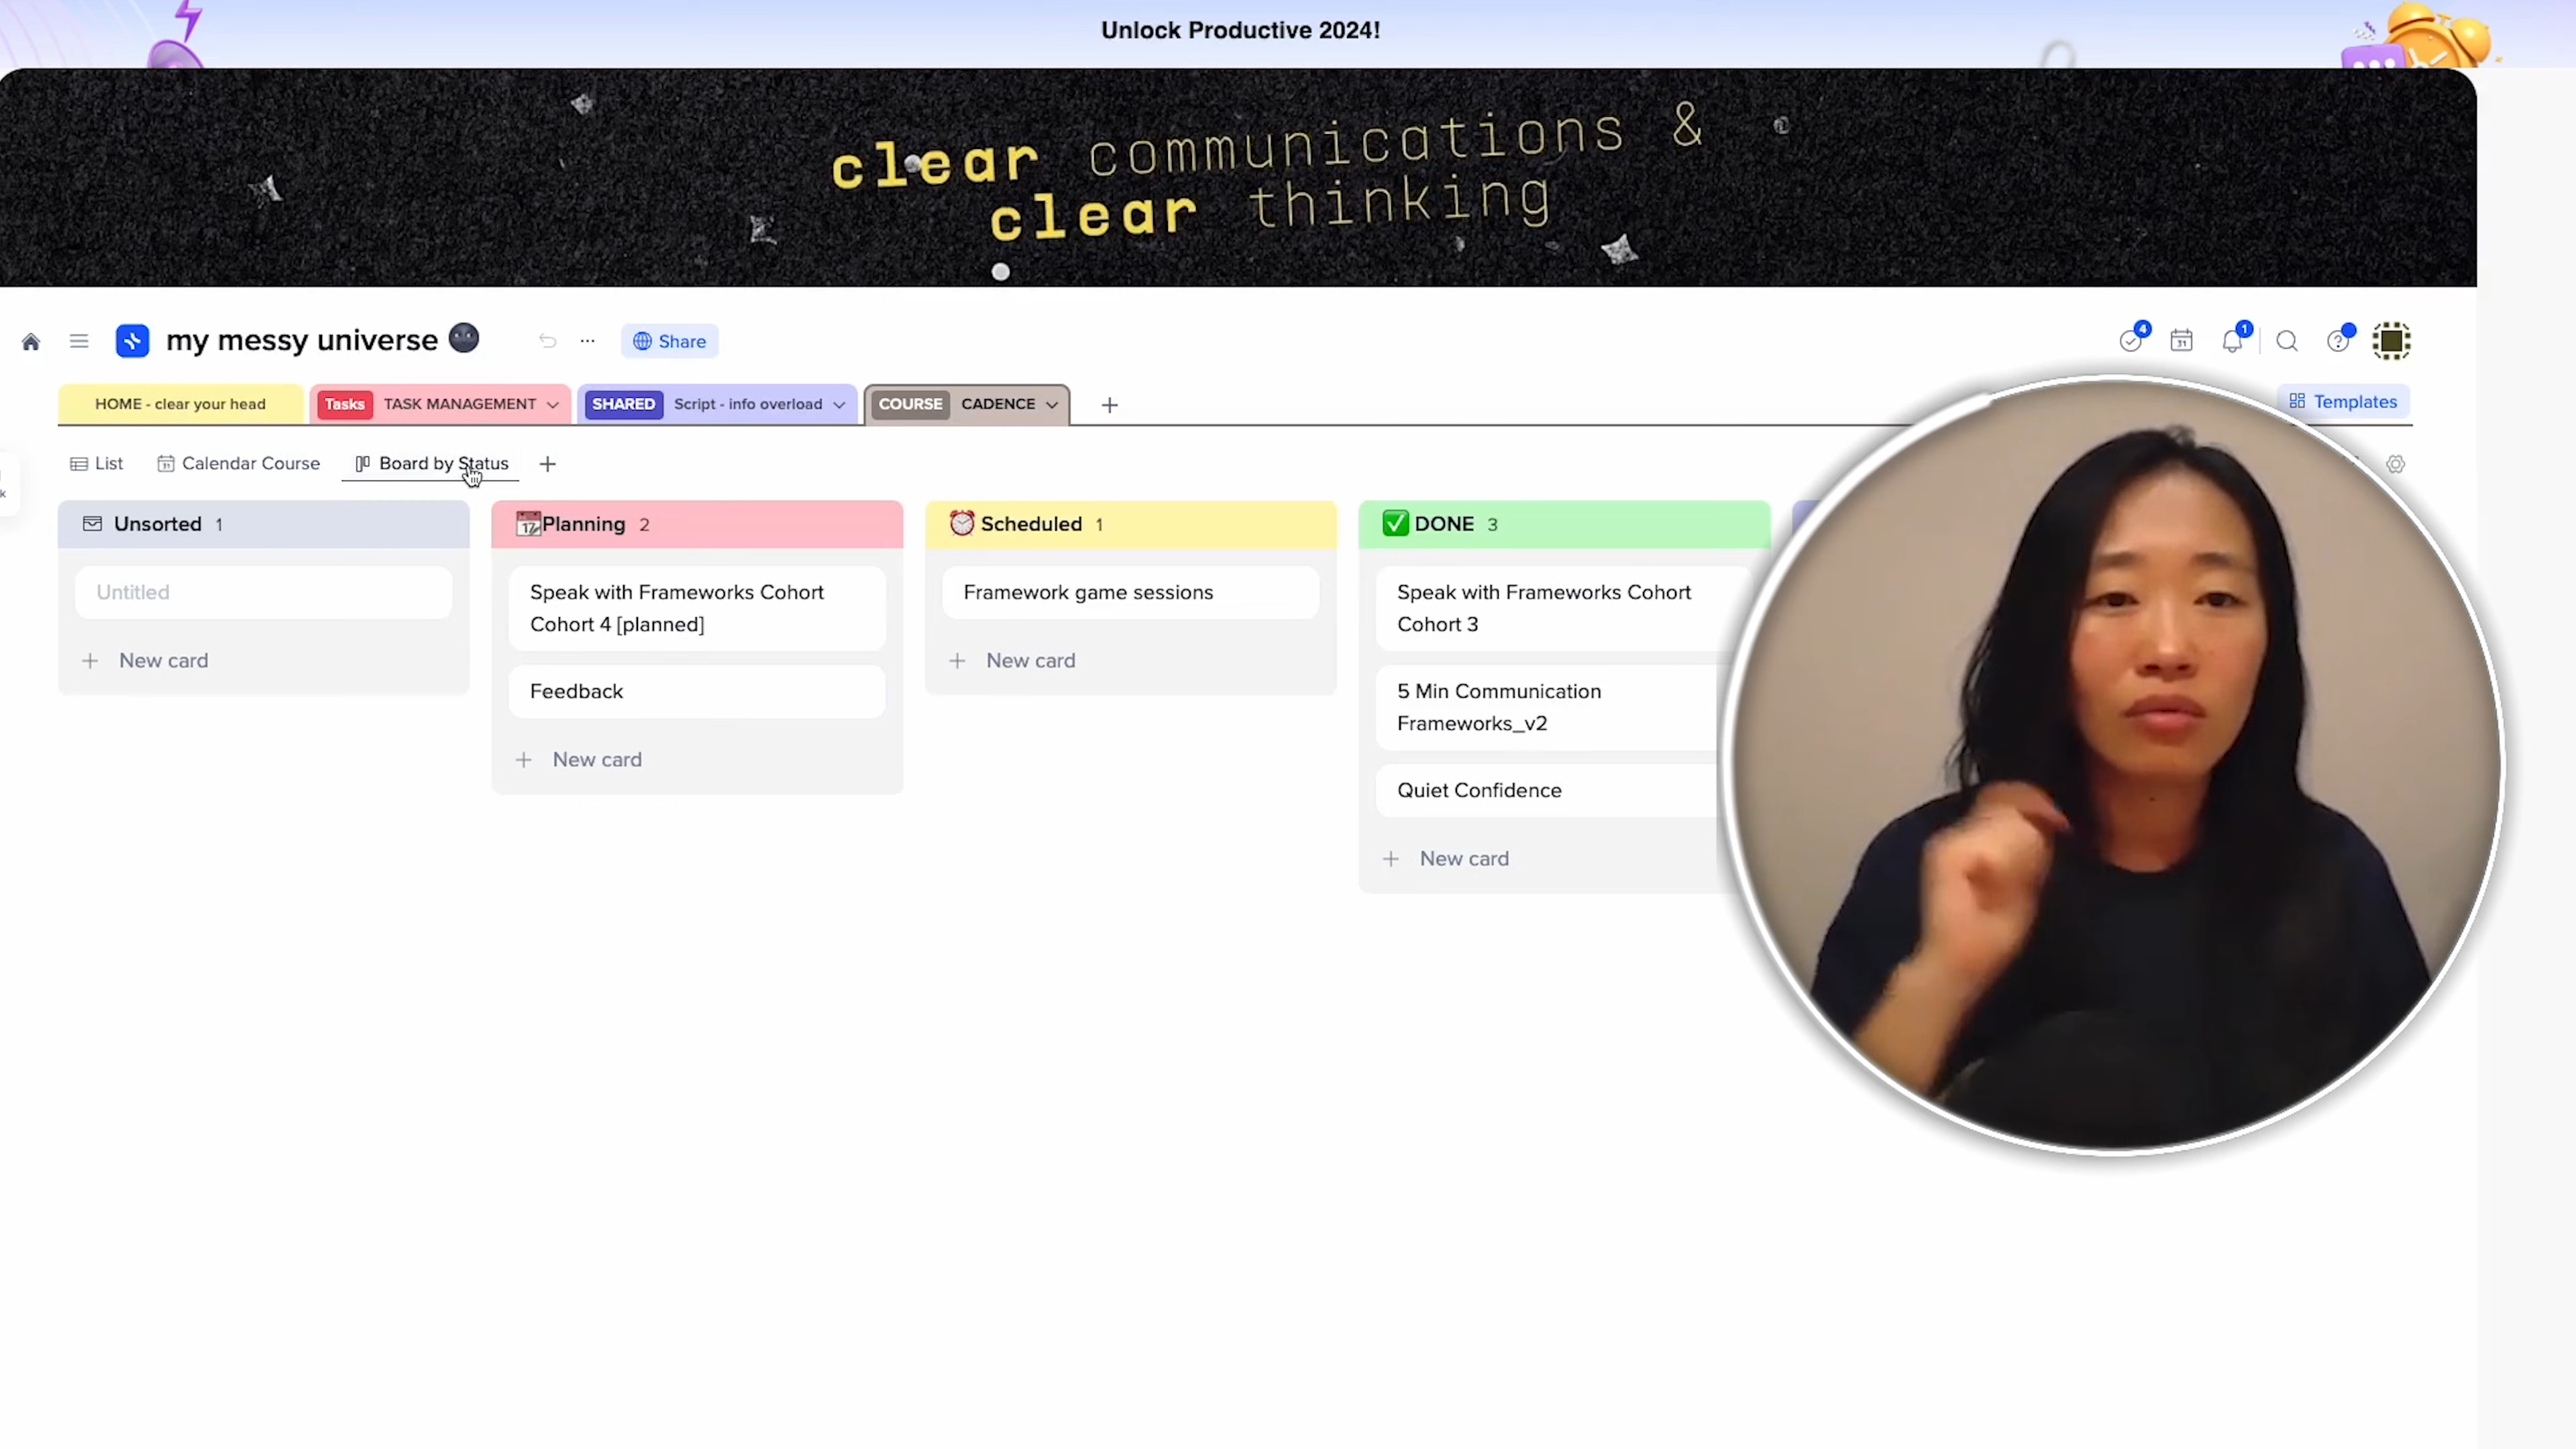 Unlock Productive 2024!
clear communications &
clear thinking
my messy universe
Share
4
31
1
HOME - clear your head
Tasks TASK MANAGEMENT
SHARED Script - info overload
COURSE CADENCE
Templates
List
Calendar Course
Board by Status
Unsorted 1
Untitled
New card
Planning 2
Speak with Frameworks Cohort
Cohort 4 [planned]
Feedback
New card
Scheduled 1
Framework game sessions
New card
DONE 3
Speak with Frameworks Cohort
Cohort 3
5 Min Communication
Frameworks_v2
Quiet Confidence
New card